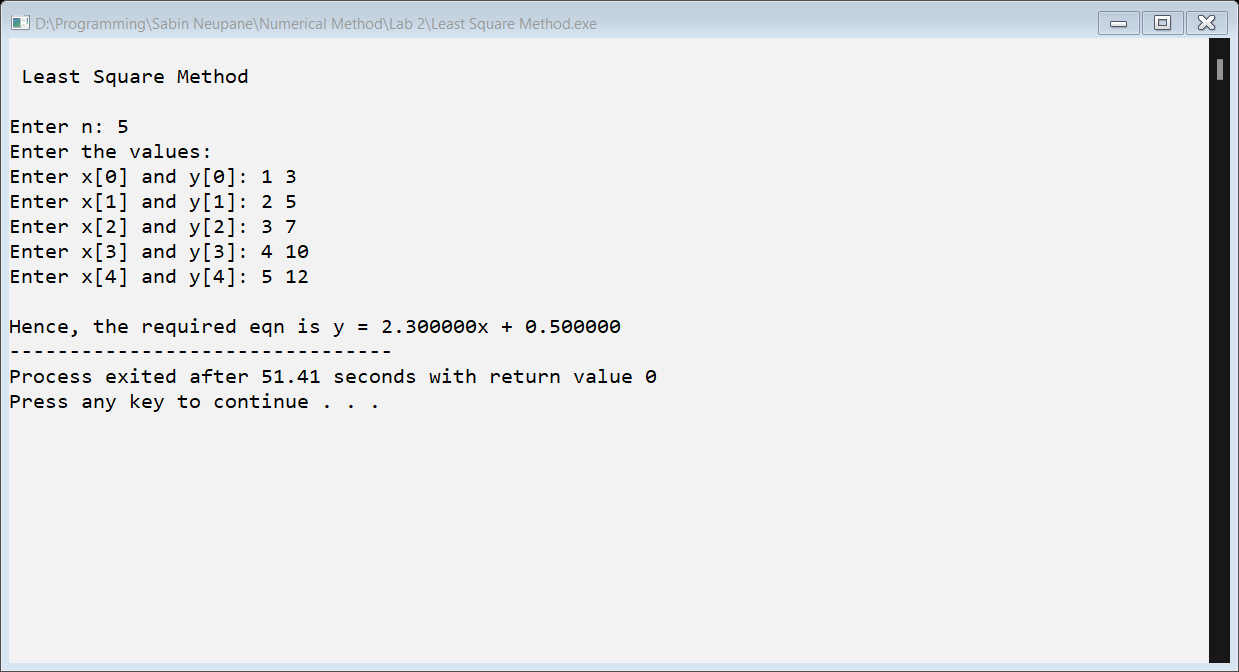 D:\Programming\Sabin Neupane\Numerical Method\Lab 2\Least Square Method.exe
Least Square Method
Enter n: 5
Enter the values:
Enter x[0] and y[0]: 1 3
Enter x[1] and y[1]: 2 5
Enter x[2] and y[2]: 3 7
Enter x[3] and y[3]: 4 10
Enter x[4] and y[4]: 5 12
Hence, the required eqn is y = 2.300000x + 0.500000
--------------------------------
Process exited after 51.41 seconds with return value 0
Press any key to continue . . .